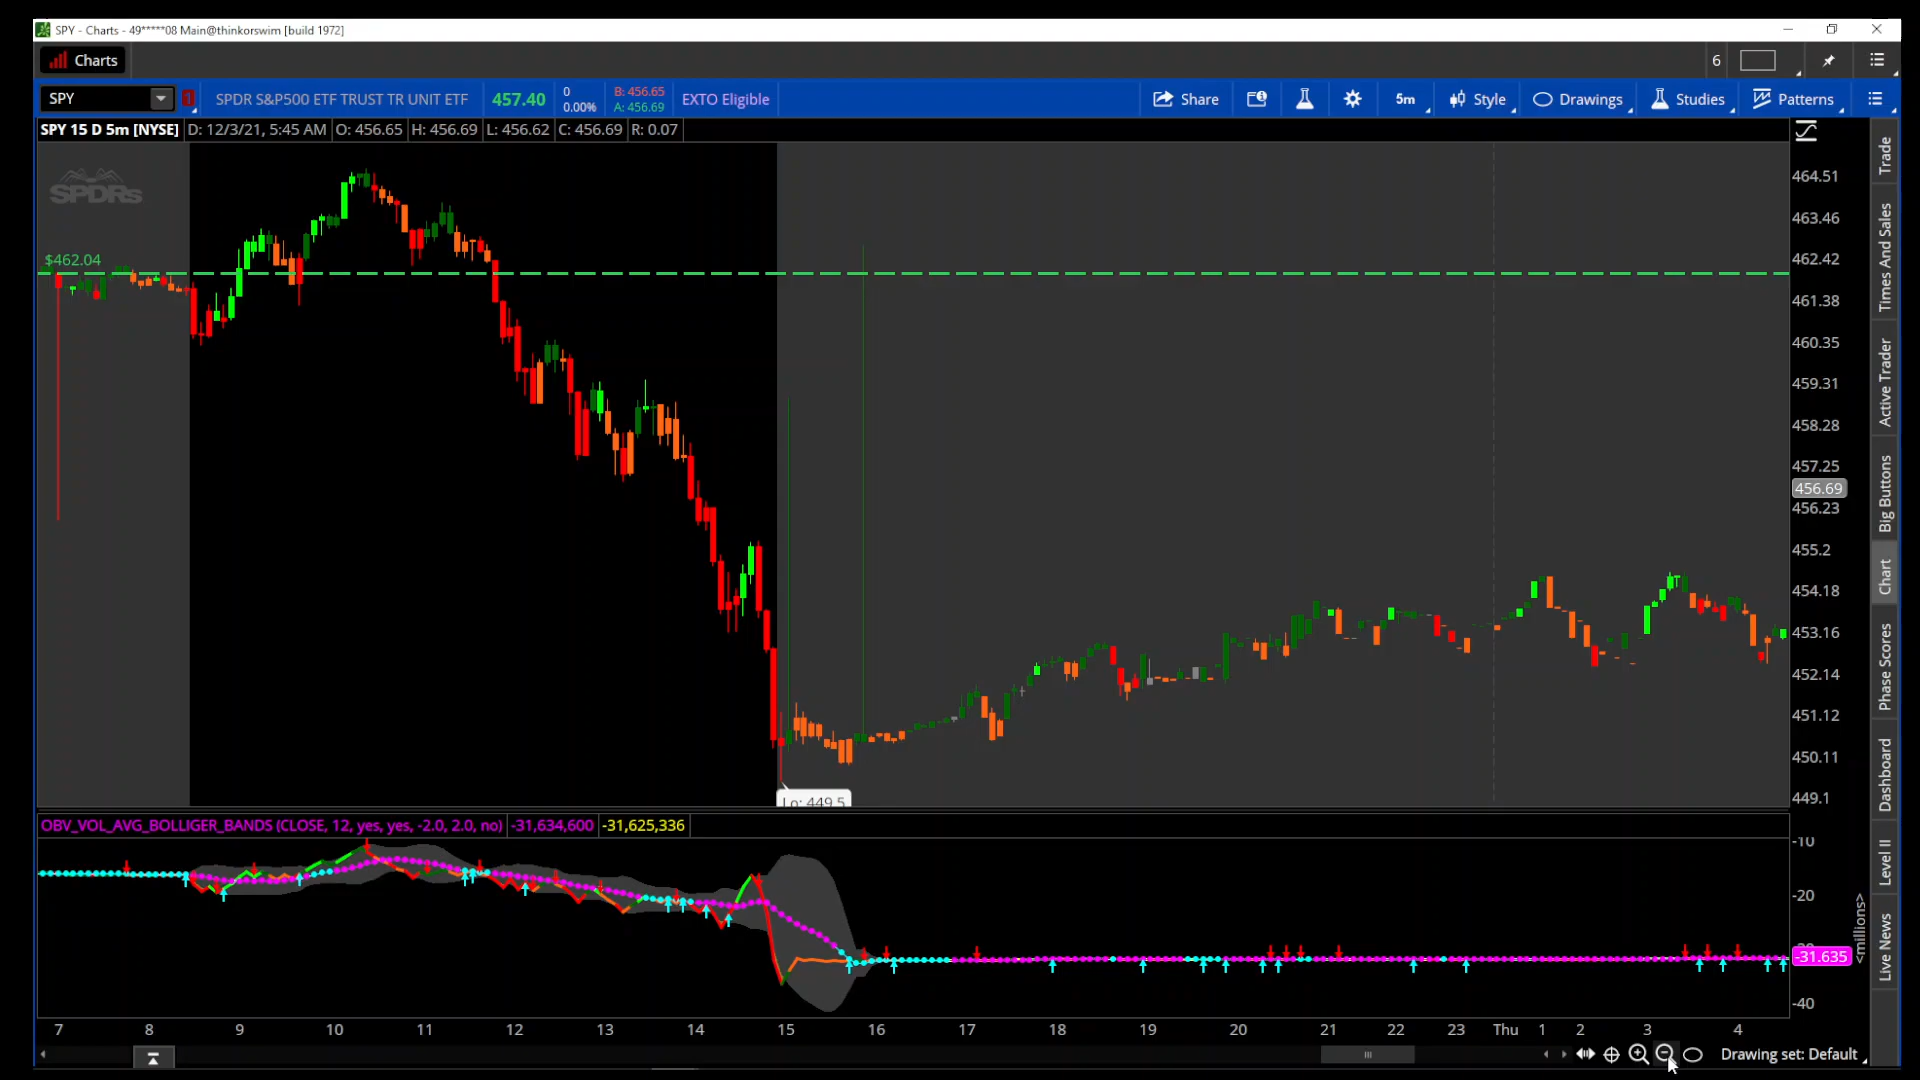 SPY - Charts - 49*****08 Main@thinkorswim [build 1972]
Charts
6
SPY
1
SPDR S&P500 ETF TRUST TR UNIT ETF
457.40
0
0.00%
B: 456.65
A: 456.69
EXTO Eligible
Share
5m
Style
Drawings
Studies
Patterns
SPY 15 D 5m [NYSE]
D: 12/3/21, 5:45 AM
O: 456.65
H: 456.69
L: 456.62
C: 456.69
R: 0.07
SPDRs
$462.04
Lo: 449.5
464.51
463.46
462.42
461.38
460.35
459.31
458.28
457.25
456.69
456.23
455.2
454.18
453.16
452.14
451.12
450.11
449.1
Trade
Times And Sales
Active Trader
Big Buttons
Chart
Phase Scores
Dashboard
Level II
Live News
OBV_VOL_AVG_BOLLIGER_BANDS (CLOSE, 12, yes, yes, -2.0, 2.0, no)
-31,634,600
-31,625,336
-10
-20
-31.635
-40
<millions>
7 8 9 10 11 12 13 14 15 16 17 18 19 20 21 22 23 Thu 1 2 3 4
Drawing set: Default